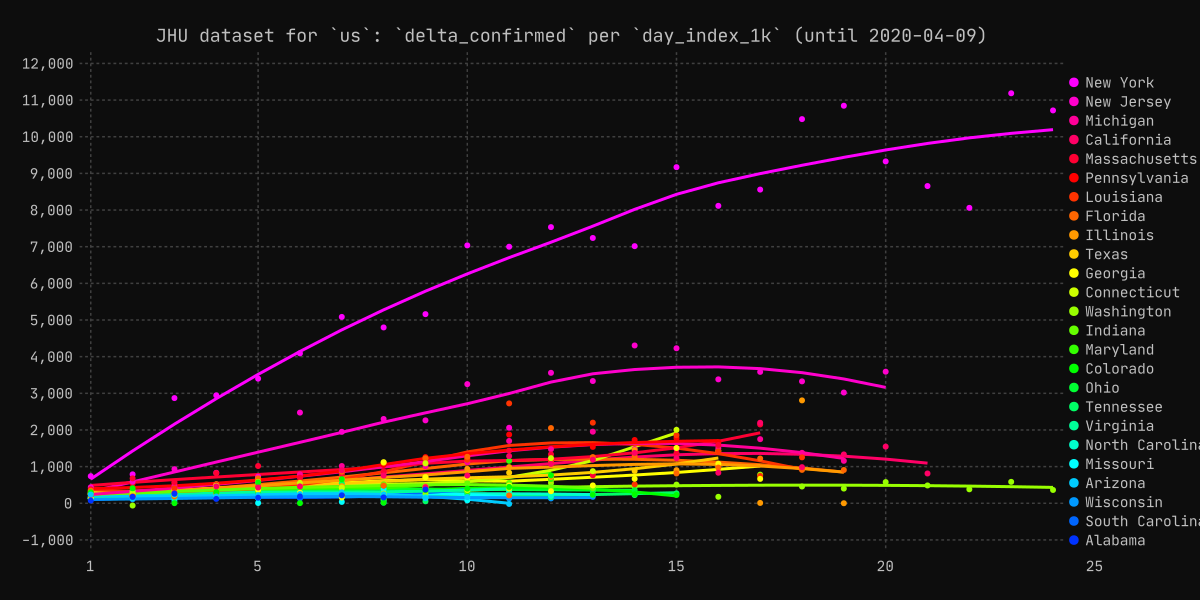 JHU dataset for `us`: `delta_confirmed` per `day_index_1k` (until 2020-04-09)
12,000
11,000
10,000
9,000
8,000
7,000
6,000
5,000
4,000
3,000
2,000
1,000
0
-1,000
1 5 10 15 20 25
New York
New Jersey
Michigan
California
Massachusetts
Pennsylvania
Louisiana
Florida
Illinois
Texas
Georgia
Connecticut
Washington
Indiana
Maryland
Colorado
Ohio
Tennessee
Virginia
North Carolina
Missouri
Arizona
Wisconsin
South Carolina
Alabama